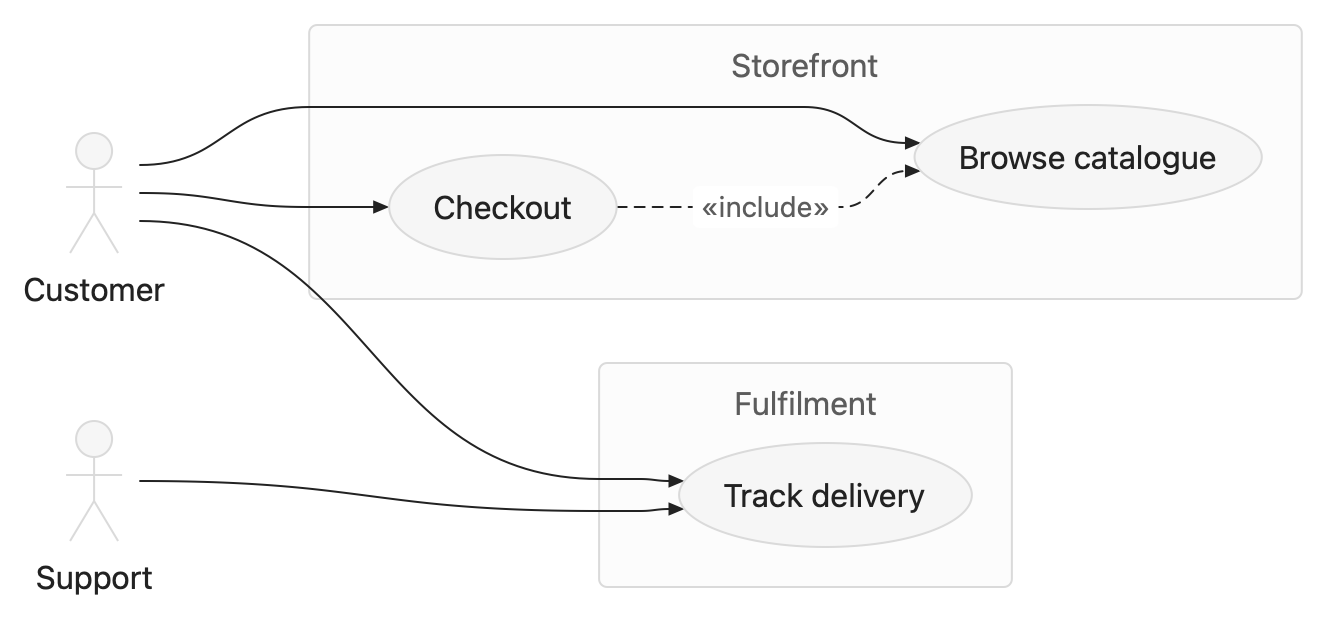 Storefront
Browse catalogue
Checkout
«include»
Customer
Fulfilment
Track delivery
Support